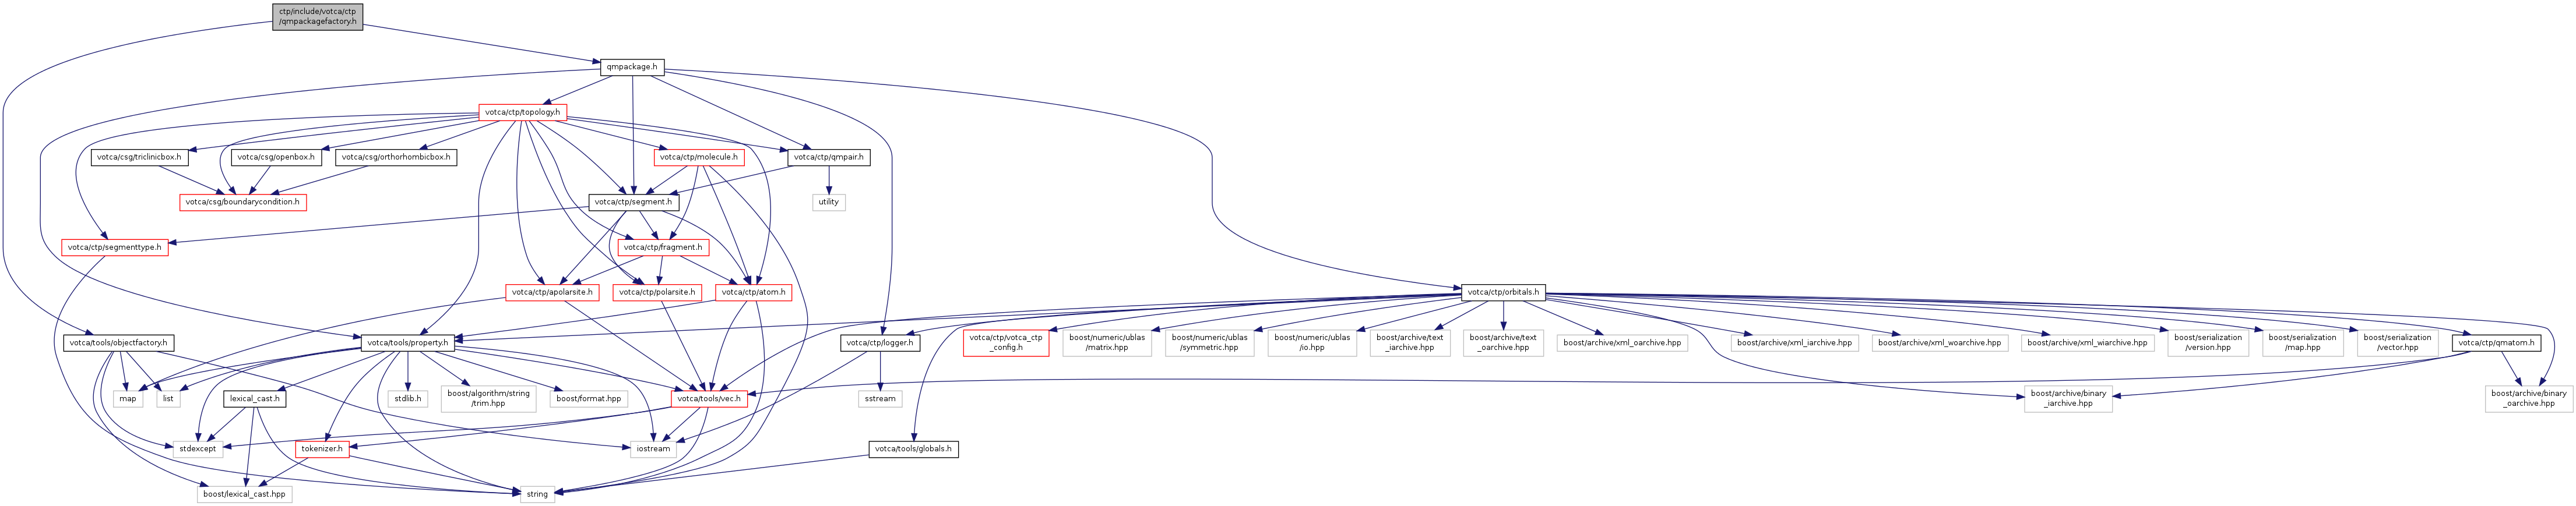 ctp/include/votca/ctp
/qmpackagefactory.h
qmpackage.h
votca/ctp/topology.h
votca/csg/triclinicbox.h
votca/csg/openbox.h
votca/csg/orthorhombicbox.h
votca/ctp/molecule.h
votca/ctp/qmpair.h
votca/csg/boundarycondition.h
votca/ctp/segment.h
utility
votca/ctp/segmenttype.h
votca/ctp/fragment.h
votca/ctp/apolarsite.h
votca/ctp/polarsite.h
votca/ctp/atom.h
votca/ctp/orbitals.h
votca/tools/objectfactory.h
votca/tools/property.h
votca/ctp/logger.h
votca/ctp/votca_ctp
_config.h
boost/numeric/ublas
/matrix.hpp
boost/numeric/ublas
/symmetric.hpp
boost/numeric/ublas
/io.hpp
boost/archive/text
_iarchive.hpp
boost/archive/text
_oarchive.hpp
boost/archive/xml_oarchive.hpp
boost/archive/xml_iarchive.hpp
boost/archive/xml_woarchive.hpp
boost/archive/xml_wiarchive.hpp
boost/serialization
/version.hpp
boost/serialization
/map.hpp
boost/serialization
/vector.hpp
votca/ctp/qmatom.h
map
list
lexical_cast.h
stdlib.h
boost/algorithm/string
/trim.hpp
boost/format.hpp
votca/tools/vec.h
sstream
boost/archive/binary
_iarchive.hpp
boost/archive/binary
_oarchive.hpp
stdexcept
tokenizer.h
iostream
votca/tools/globals.h
boost/lexical_cast.hpp
string